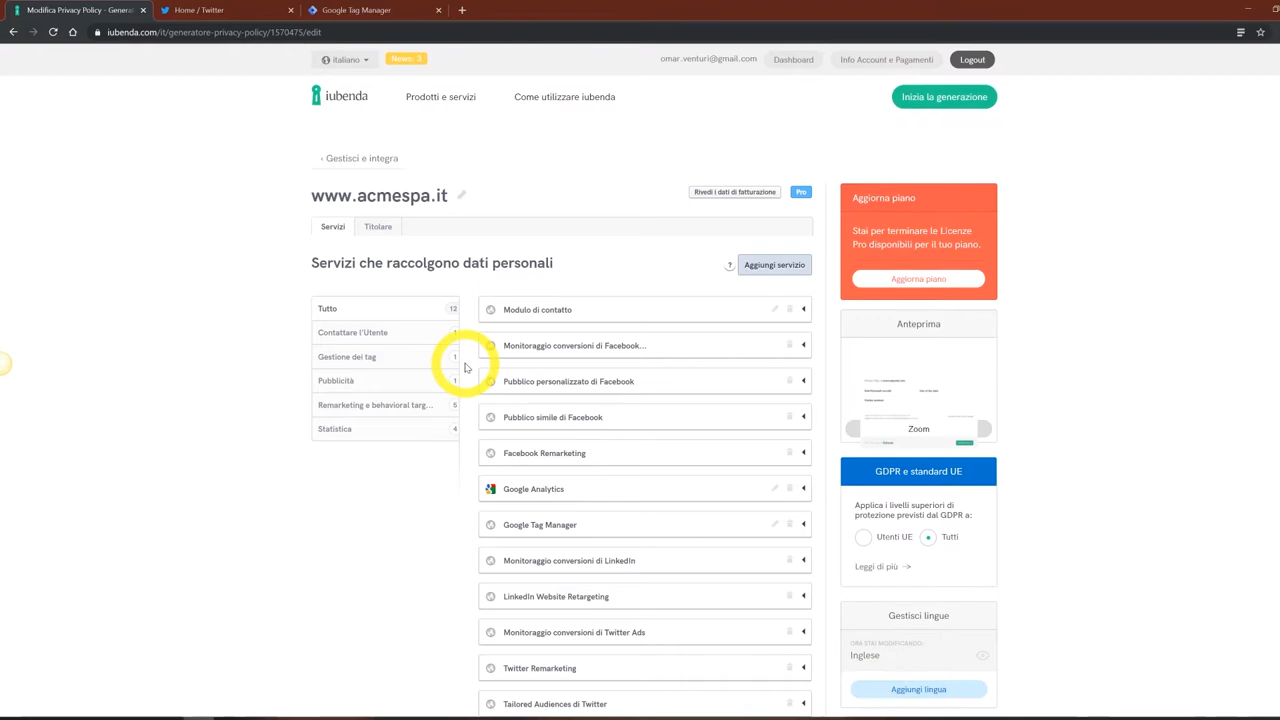 Modifica Privacy Policy - Generat
Home / Twitter
Google Tag Manager
iubenda.com/it/generatore-privacy-policy/1570475/edit
italiano
News: 3
omar.venturi@gmail.com
Dashboard
Info Account e Pagamenti
Logout
iubenda
Prodotti e servizi
Come utilizzare iubenda
Inizia la generazione
‹ Gestisci e integra
www.acmespa.it
Rivedi i dati di fatturazione
Pro
Servizi
Titolare
Servizi che raccolgono dati personali
?
Aggiungi servizio
Tutto 12
Contattare l'Utente 1
Gestione dei tag 1
Pubblicità 1
Remarketing e behavioral targ... 5
Statistica 4
Modulo di contatto
Monitoraggio conversioni di Facebook...
Pubblico personalizzato di Facebook
Pubblico simile di Facebook
Facebook Remarketing
Google Analytics
Google Tag Manager
Monitoraggio conversioni di LinkedIn
LinkedIn Website Retargeting
Monitoraggio conversioni di Twitter Ads
Twitter Remarketing
Tailored Audiences di Twitter
Aggiorna piano
Stai per terminare le Licenze
Pro disponibili per il tuo piano.
Aggiorna piano
Anteprima
Zoom
GDPR e standard UE
Applica i livelli superiori di
protezione previsti dal GDPR a:
Utenti UE
Tutti
Leggi di più →
Gestisci lingue
ORA STAI MODIFICANDO:
Inglese
Aggiungi lingua